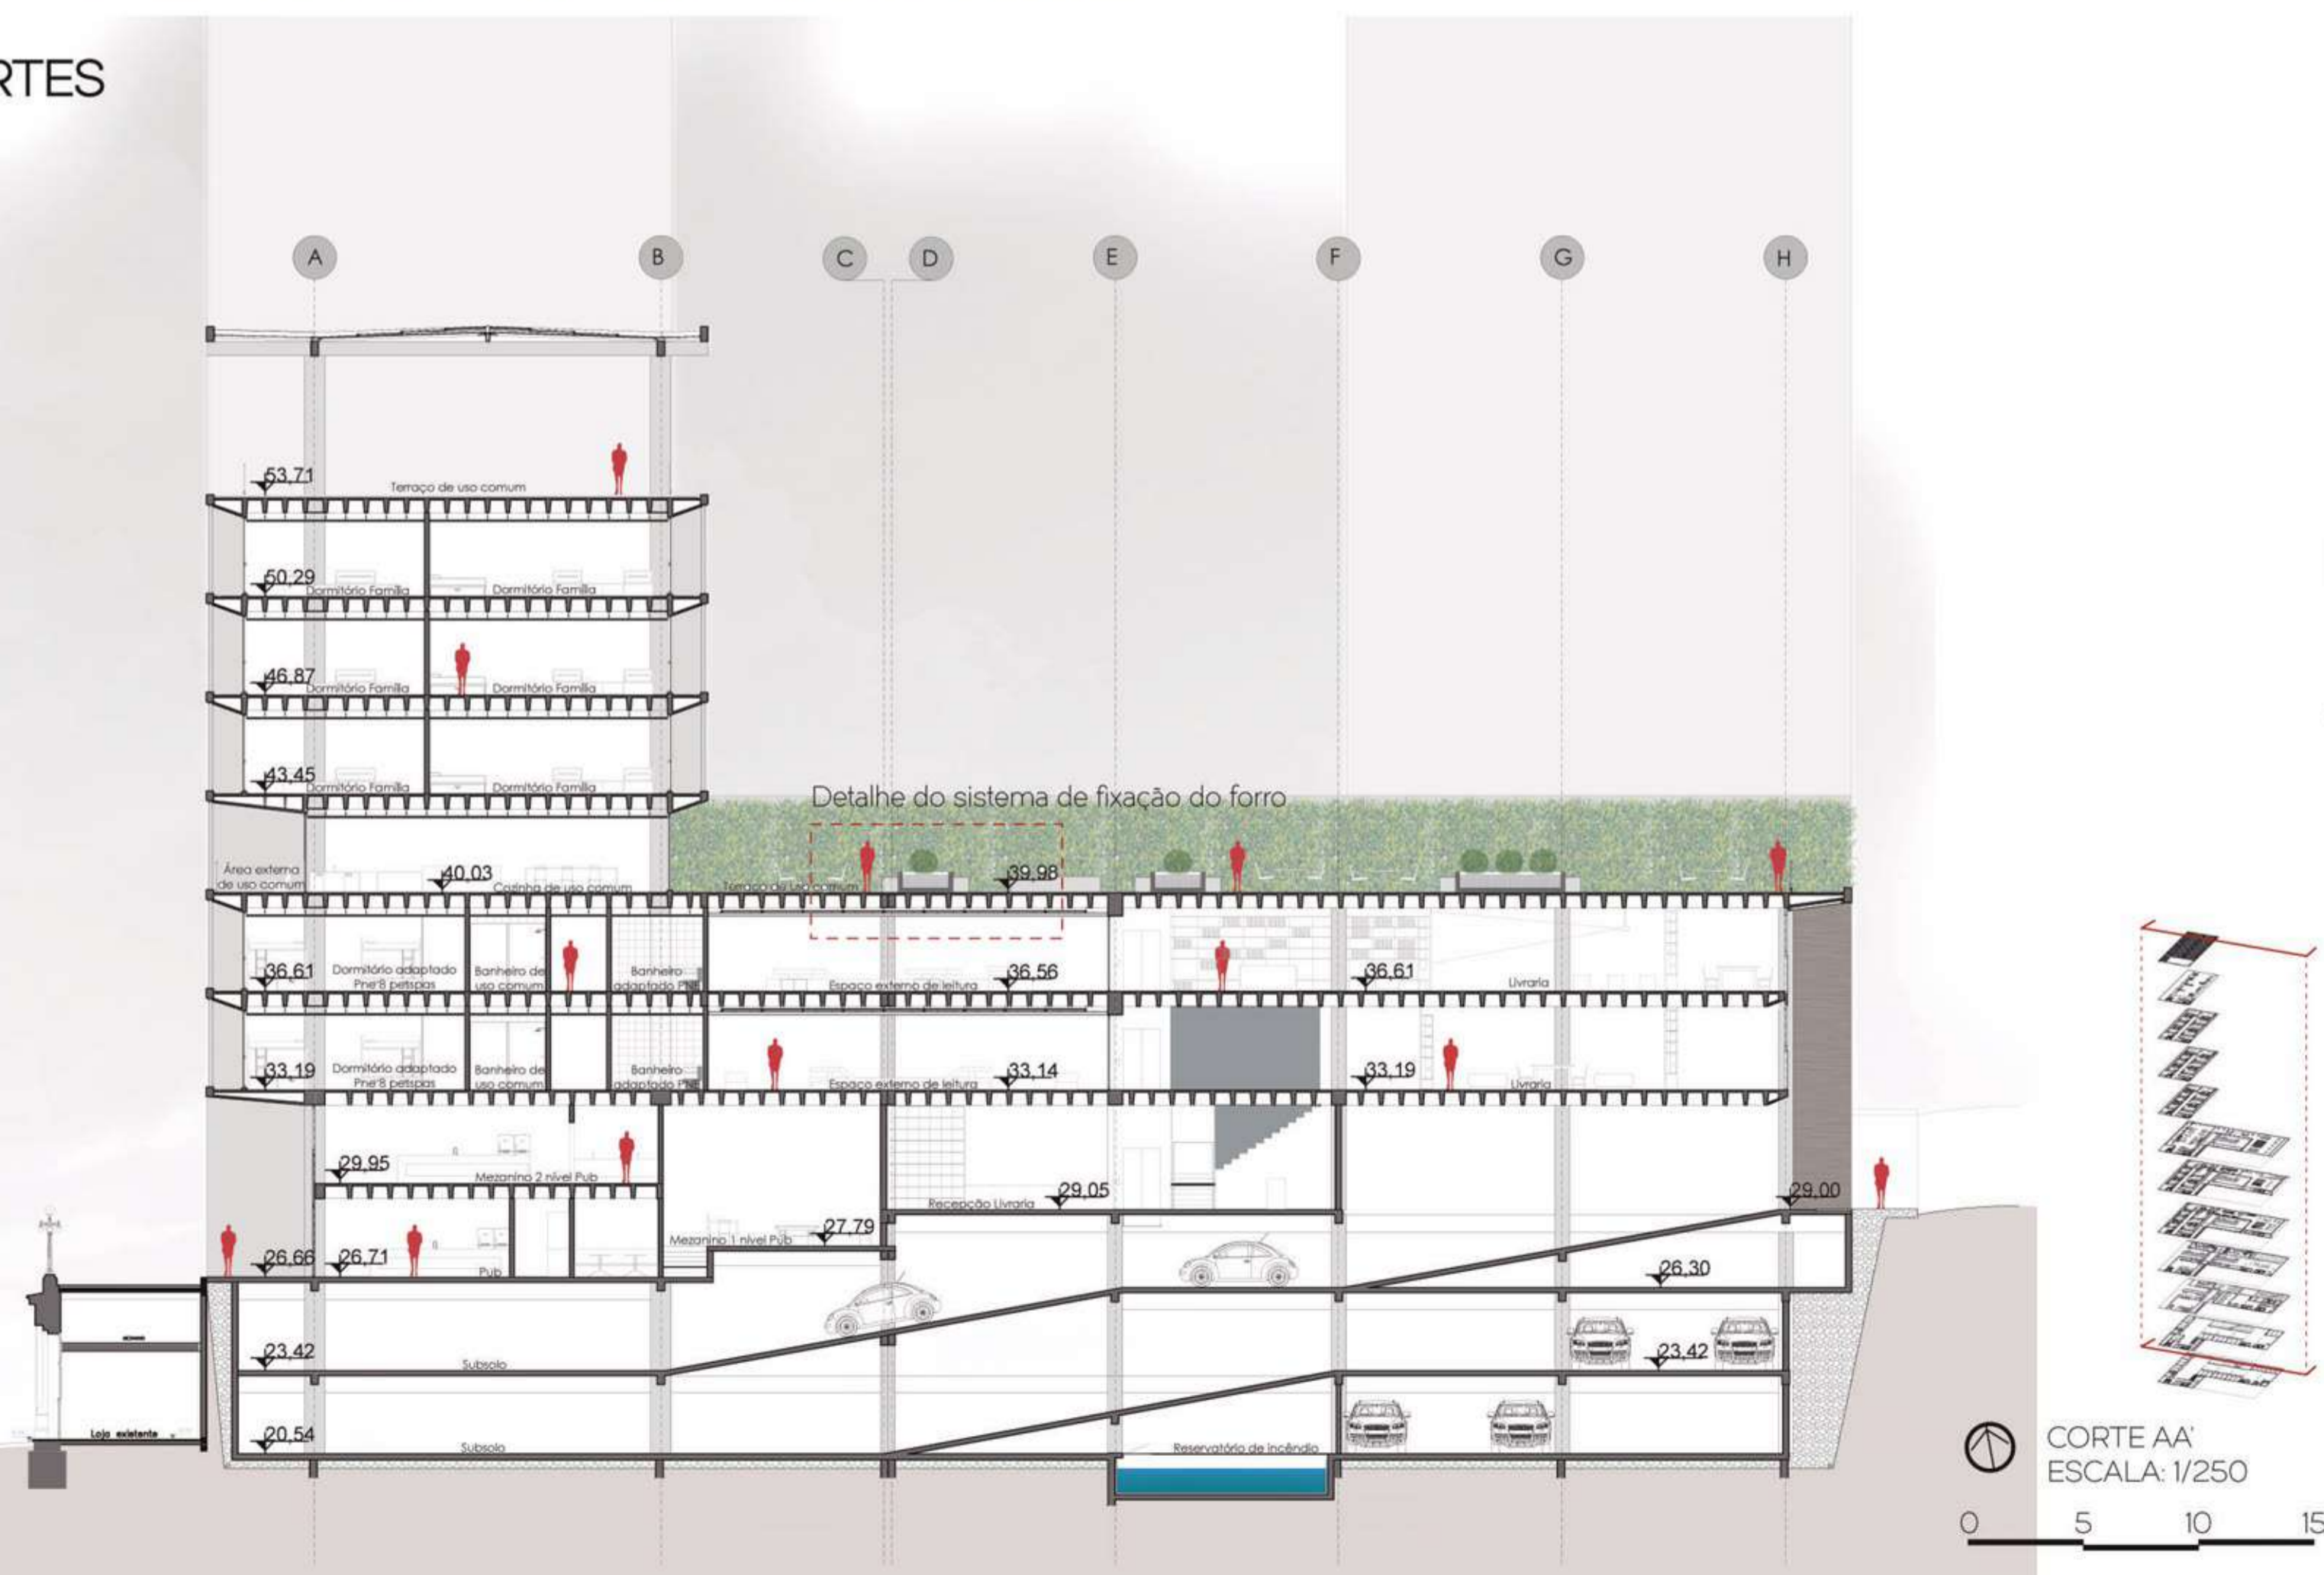 RTES
A
B
C
D
E
F
G
H
53,71
Terraço de uso comum
50,29
Dormitório Família
Dormitório Família
46,87
Dormitório Família
Dormitório Família
43,45
Dormitório Família
Dormitório Família
Detalhe do sistema de fixação do forro
Área externa
de uso comum
40,03
Cozinha de uso comum
Terraço de uso comum
39,98
36,61
Dormitório adaptado
Pne 8 pessoas
Banheiro de
uso comum
Banheiro
adaptado PNE
Espaço externo de leitura
36,56
36,61
Livraria
33,19
Dormitório adaptado
Pne 8 pessoas
Banheiro de
uso comum
Banheiro
adaptado PNE
Espaço externo de leitura
33,14
33,19
Livraria
29,95
Mezanino 2 nível Pub
Recepção Livraria
29,05
29,00
Mezanino 1 nível Pub
27,79
26,66
26,71
Pub
26,30
23,42
Subsolo
23,42
20,54
Subsolo
Reservatório de incêndio
Loja existente
CORTE AA'
ESCALA: 1/250
0 5 10 15